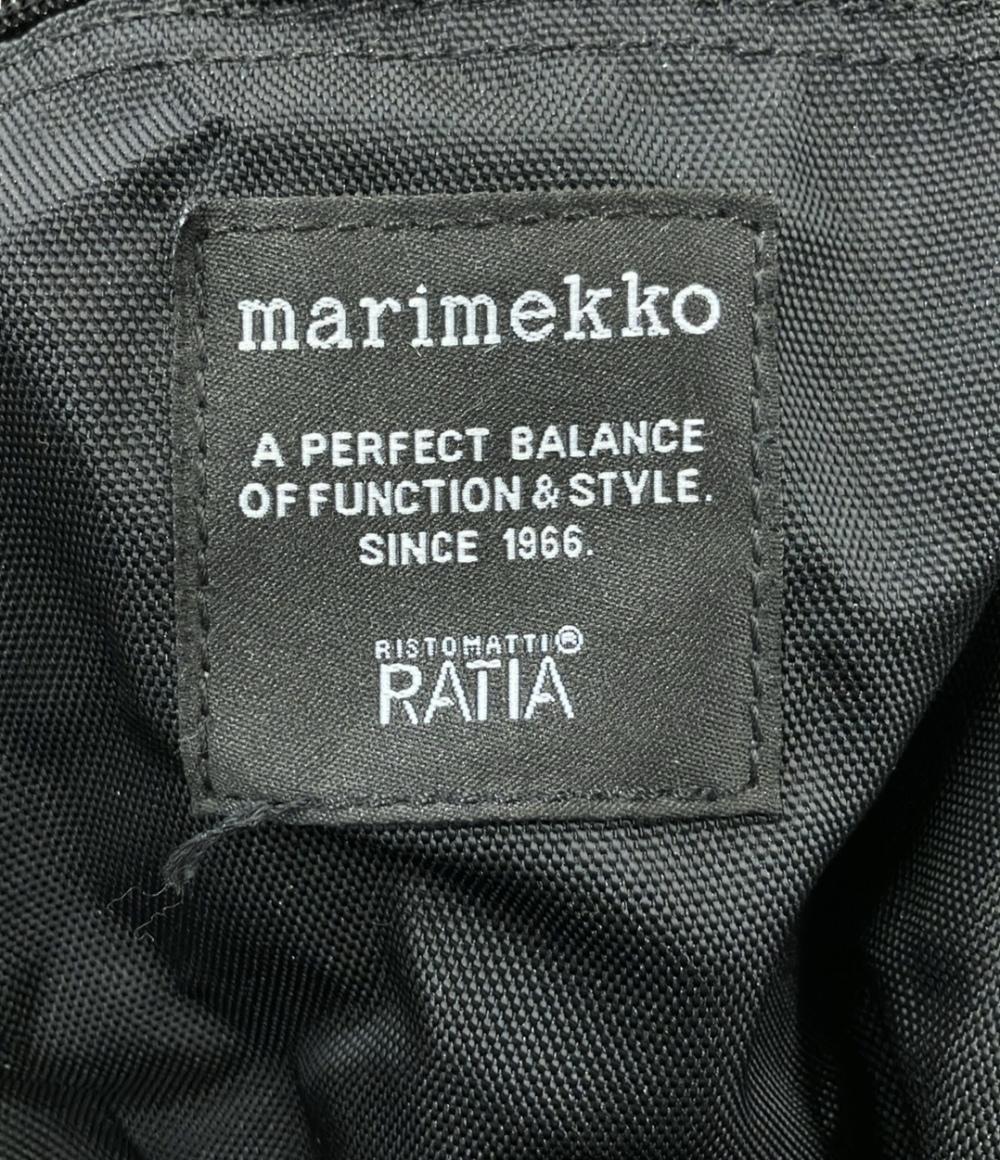 marimekko
A PERFECT BALANCE
OF FUNCTION & STYLE.
SINCE 1966.
RISTOMATTI®
RATIA